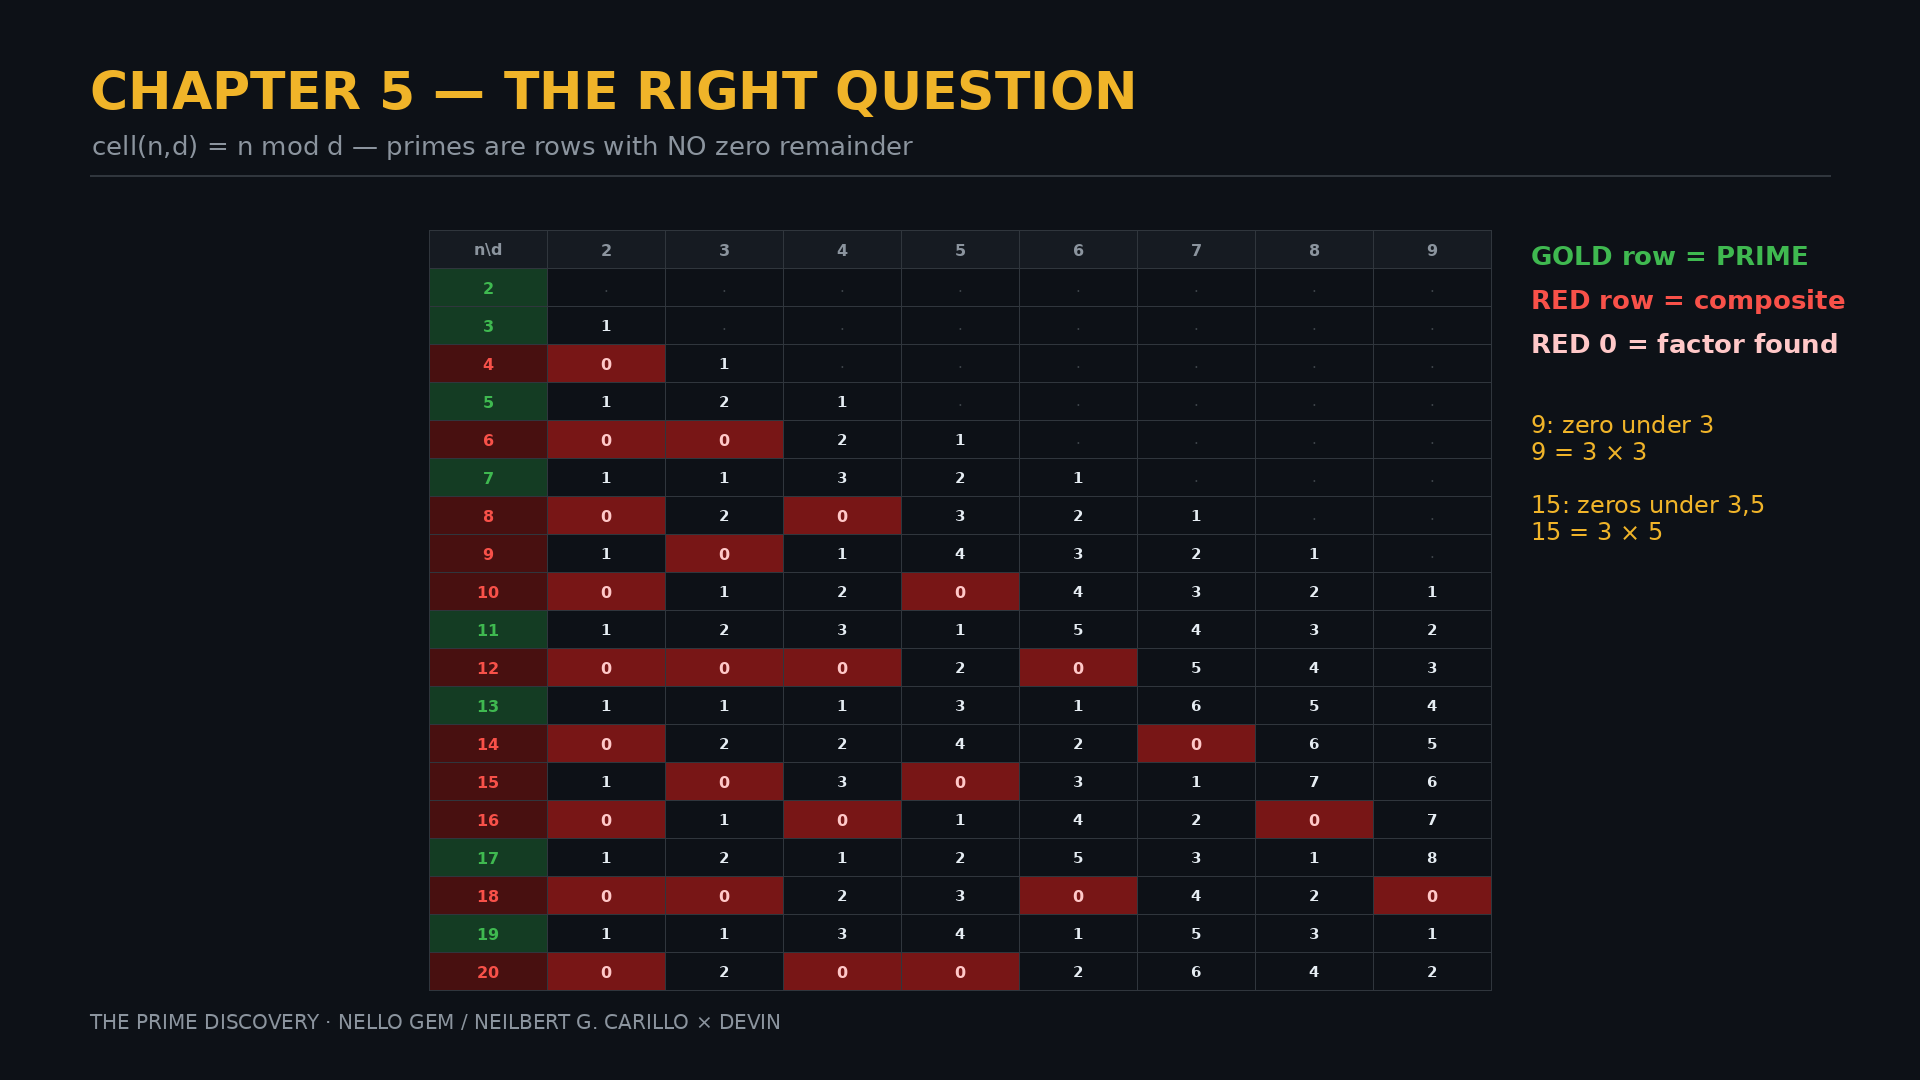 CHAPTER 5 — THE RIGHT QUESTION
cell(n,d) = n mod d — primes are rows with NO zero remainder
n\d 2 3 4 5 6 7 8 9
2 . . . . . . . .
3 1 . . . . . . .
4 0 1 . . . . . .
5 1 2 1 . . . . .
6 0 0 2 1 . . . .
7 1 1 3 2 1 . . .
8 0 2 0 3 2 1 . .
9 1 0 1 4 3 2 1 .
10 0 1 2 0 4 3 2 1
11 1 2 3 1 5 4 3 2
12 0 0 0 2 0 5 4 3
13 1 1 1 3 1 6 5 4
14 0 2 2 4 2 0 6 5
15 1 0 3 0 3 1 7 6
16 0 1 0 1 4 2 0 7
17 1 2 1 2 5 3 1 8
18 0 0 2 3 0 4 2 0
19 1 1 3 4 1 5 3 1
20 0 2 0 0 2 6 4 2
GOLD row = PRIME
RED row = composite
RED 0 = factor found
9: zero under 3
9 = 3 × 3
15: zeros under 3,5
15 = 3 × 5
THE PRIME DISCOVERY · NELLO GEM / NEILBERT G. CARILLO × DEVIN